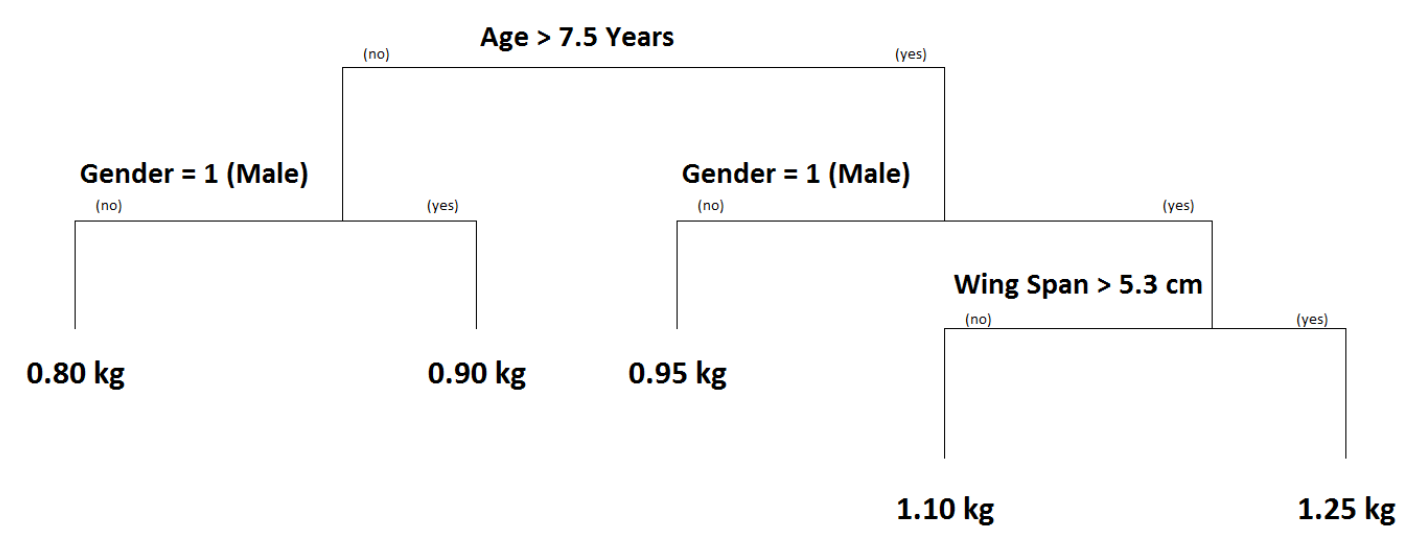 Age > 7.5 Years
(no)
(yes)
Gender = 1 (Male)
Gender = 1 (Male)
(no)
(yes)
(no)
(yes)
Wing Span > 5.3 cm
(no)
(yes)
0.80 kg
0.90 kg
0.95 kg
1.10 kg
1.25 kg